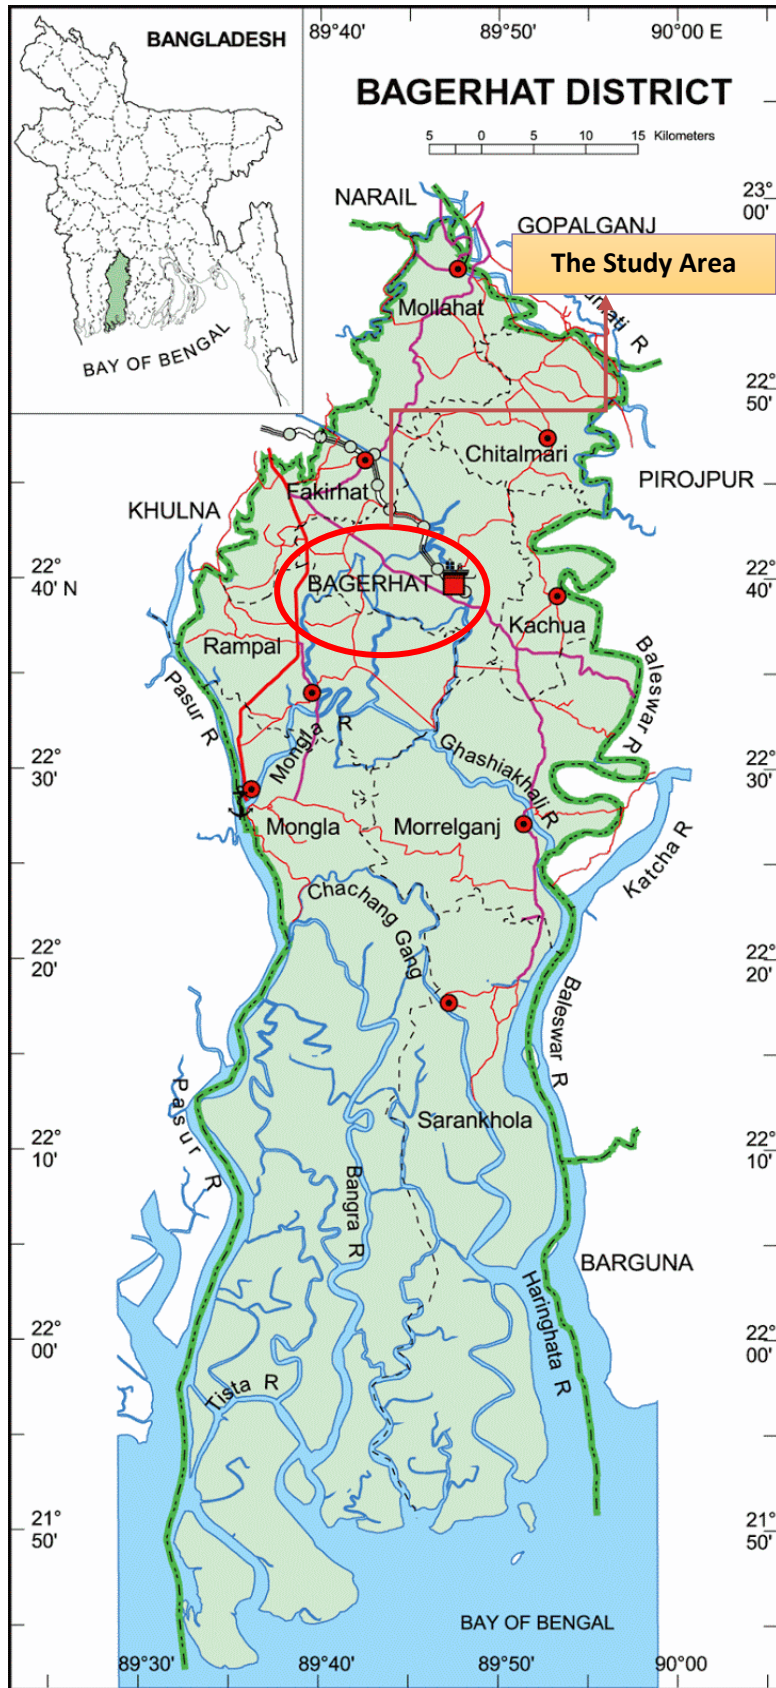 BANGLADESH
BAY OF BENGAL
89°40' 89°50' 90°00 E
BAGERHAT DISTRICT
5 0 5 10 15 Kilometers
23°
00'
NARAIL
GOPALGANJ
The Study Area
R
Mollahat
22°
50'
Chitalmari
PIROJPUR
Fakirhat
KHULNA
22°
40' N
22°
40'
BAGERHAT
Kachua
Rampal
Baleswar R
Pasur R
Mongla R
Ghashiakhali R
22°
30'
22°
30'
Mongla
Morrelganj
Katcha R
Chachang Gang
22°
20'
22°
20'
Baleswar R
Pasur R
Sarankhola
22°
10'
22°
10'
Bangra R
BARGUNA
Haringhata R
22°
00'
22°
00'
Tista R
21°
50'
21°
50'
BAY OF BENGAL
89°30' 89°40' 89°50' 90°00'